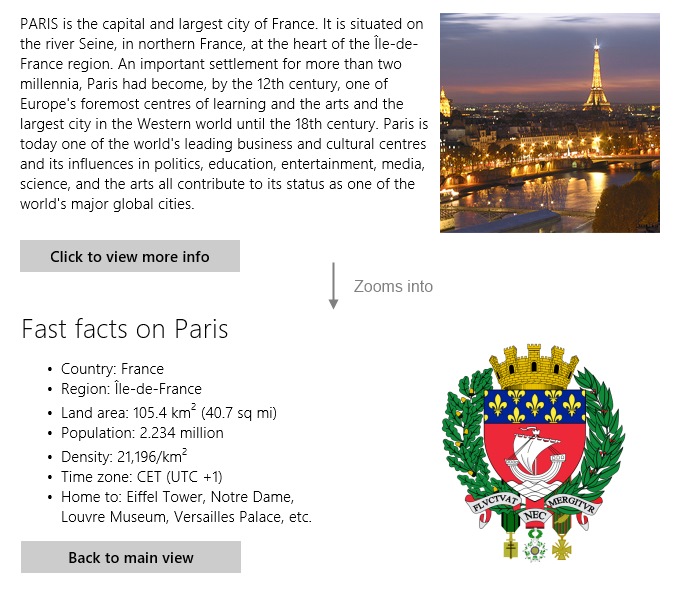 PARIS is the capital and largest city of France. It is situated on
the river Seine, in northern France, at the heart of the Île-de-
France region. An important settlement for more than two
millennia, Paris had become, by the 12th century, one of
Europe's foremost centres of learning and the arts and the
largest city in the Western world until the 18th century. Paris is
today one of the world's leading business and cultural centres
and its influences in politics, education, entertainment, media,
science, and the arts all contribute to its status as one of the
world's major global cities.
Click to view more info
Zooms into
Fast facts on Paris
• Country: France
• Region: Île-de-France
• Land area: 105.4 km² (40.7 sq mi)
• Population: 2.234 million
• Density: 21,196/km²
• Time zone: CET (UTC +1)
• Home to: Eiffel Tower, Notre Dame,
Louvre Museum, Versailles Palace, etc.
FLVCTVAT NEC MERGITVR
Back to main view